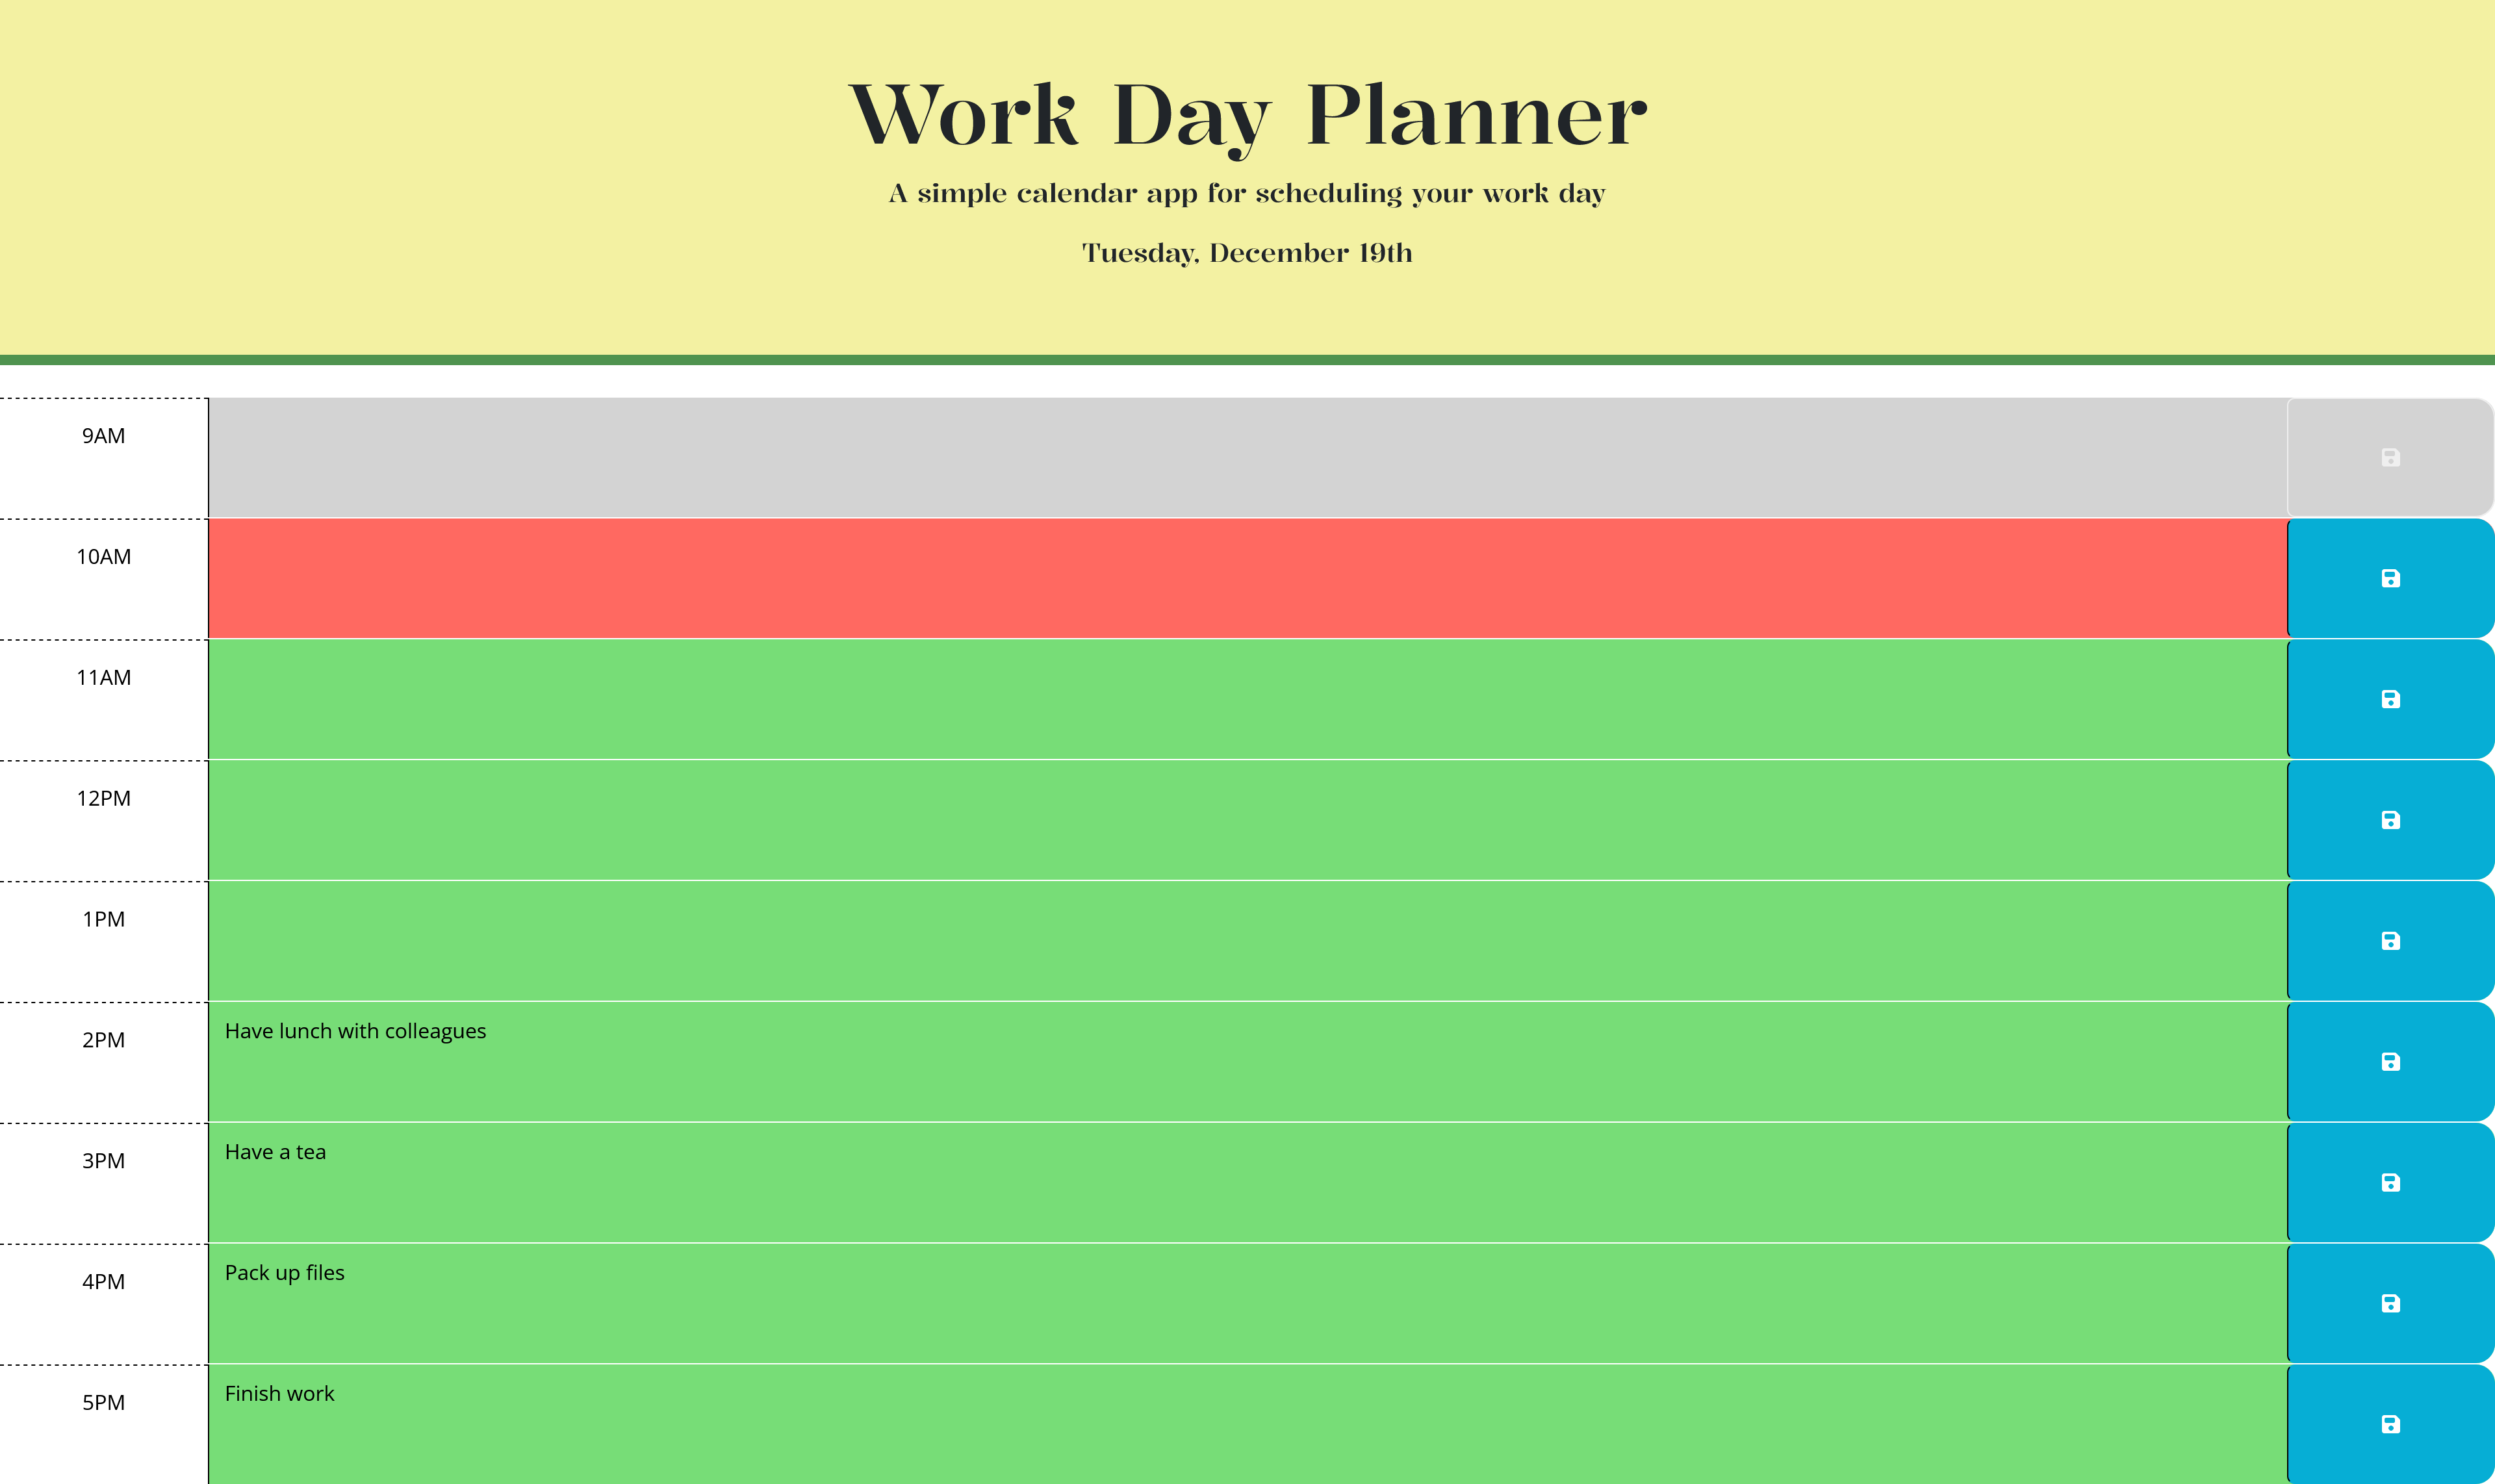 Work Day Planner
A simple calendar app for scheduling your work day
Tuesday, December 19th
9AM
10AM
11AM
12PM
1PM
2PM
Have lunch with colleagues
3PM
Have a tea
4PM
Pack up files
5PM
Finish work